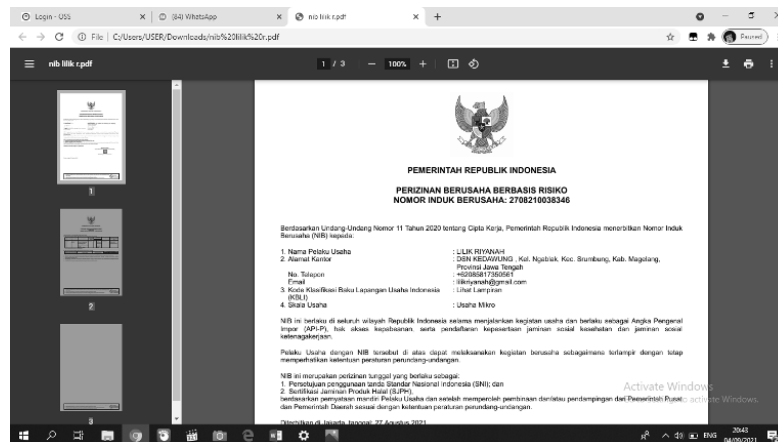 Login - OSS
(84) WhatsApp
nib lilik r.pdf
File
C:/Users/USER/Downloads/nib%20lilik%20r.pdf
Paused
nib lilik r.pdf
1 / 3
100%
1
2
3
PEMERINTAH REPUBLIK INDONESIA
PERIZINAN BERUSAHA BERBASIS RISIKO
NOMOR INDUK BERUSAHA: 2708210038346
Berdasarkan Undang-Undang Nomor 11 Tahun 2020 tentang Cipta Kerja, Pemerintah Republik Indonesia menerbitkan Nomor Induk
Berusaha (NIB) kepada:
1. Nama Pelaku Usaha : LILIK RIYANAH
2. Alamat Kantor : DSN KEDAWUNG , Kel. Ngablak, Kec. Srumbung, Kab. Magelang,
Provinsi Jawa Tengah
No. Telepon : +6285817350561
Email : lilikriyanah@gmail.com
3. Kode Klasifikasi Baku Lapangan Usaha Indonesia : Lihat Lampiran
(KBLI)
4. Skala Usaha : Usaha Mikro
NIB ini berlaku di seluruh wilayah Republik Indonesia selama menjalankan kegiatan usaha dan berlaku sebagai Angka Pengenal
Impor (API-P), hak akses kepabeanan, serta pendaftaran kepesertaan jaminan sosial kesehatan dan jaminan sosial
ketenagakerjaan.
Pelaku Usaha dengan NIB tersebut di atas dapat melaksanakan kegiatan berusaha sebagaimana terlampir dengan tetap
memperhatikan ketentuan peraturan perundang-undangan.
NIB ini merupakan perizinan tunggal yang berlaku sebagai:
1. Persetujuan penggunaan tanda Standar Nasional Indonesia (SNI); dan
2. Sertifikasi Jaminan Produk Halal (SJPH),
berdasarkan pernyataan mandiri Pelaku Usaha dan setelah memperoleh pembinaan dan/atau pendampingan dari Pemerintah Pusat
dan Pemerintah Daerah sesuai dengan ketentuan peraturan perundang-undangan.
Diterbitkan di Jakarta, tanggal: 27 Agustus 2021
Activate Windows
to activate Windows.
ENG
20:43
04/09/2021